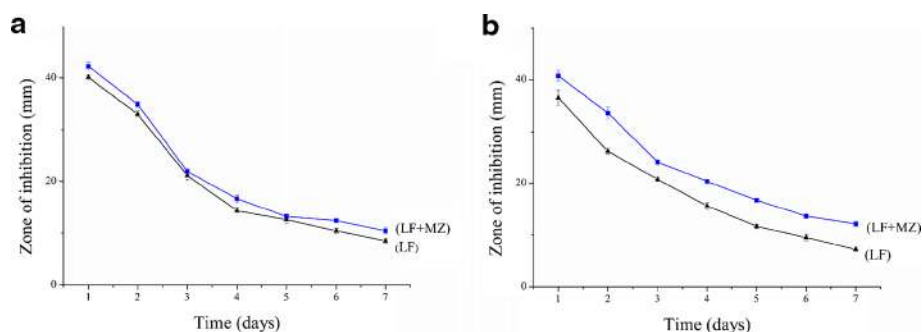 a
Zone of inhibition (mm)
40
20
0
1 2 3 4 5 6 7
Time (days)
(LF+MZ)
(LF)
b
Zone of inhibition (mm)
40
20
0
1 2 3 4 5 6 7
Time (days)
(LF+MZ)
(LF)